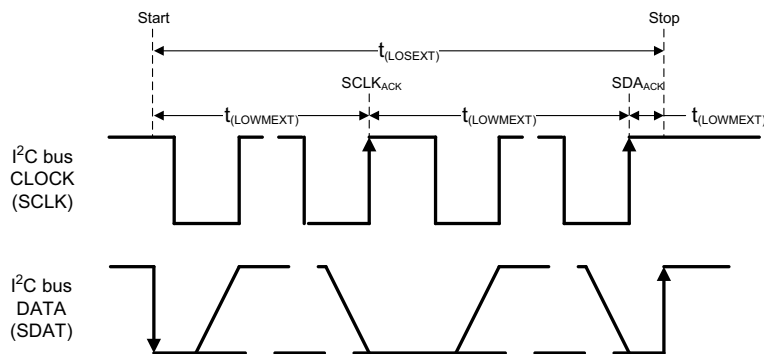 Start Stop
t(LOSEXT)
SCLKACK SDAACK
t(LOWMEXT) t(LOWMEXT) t(LOWMEXT)
I²C bus
CLOCK
(SCLK)
I²C bus
DATA
(SDAT)